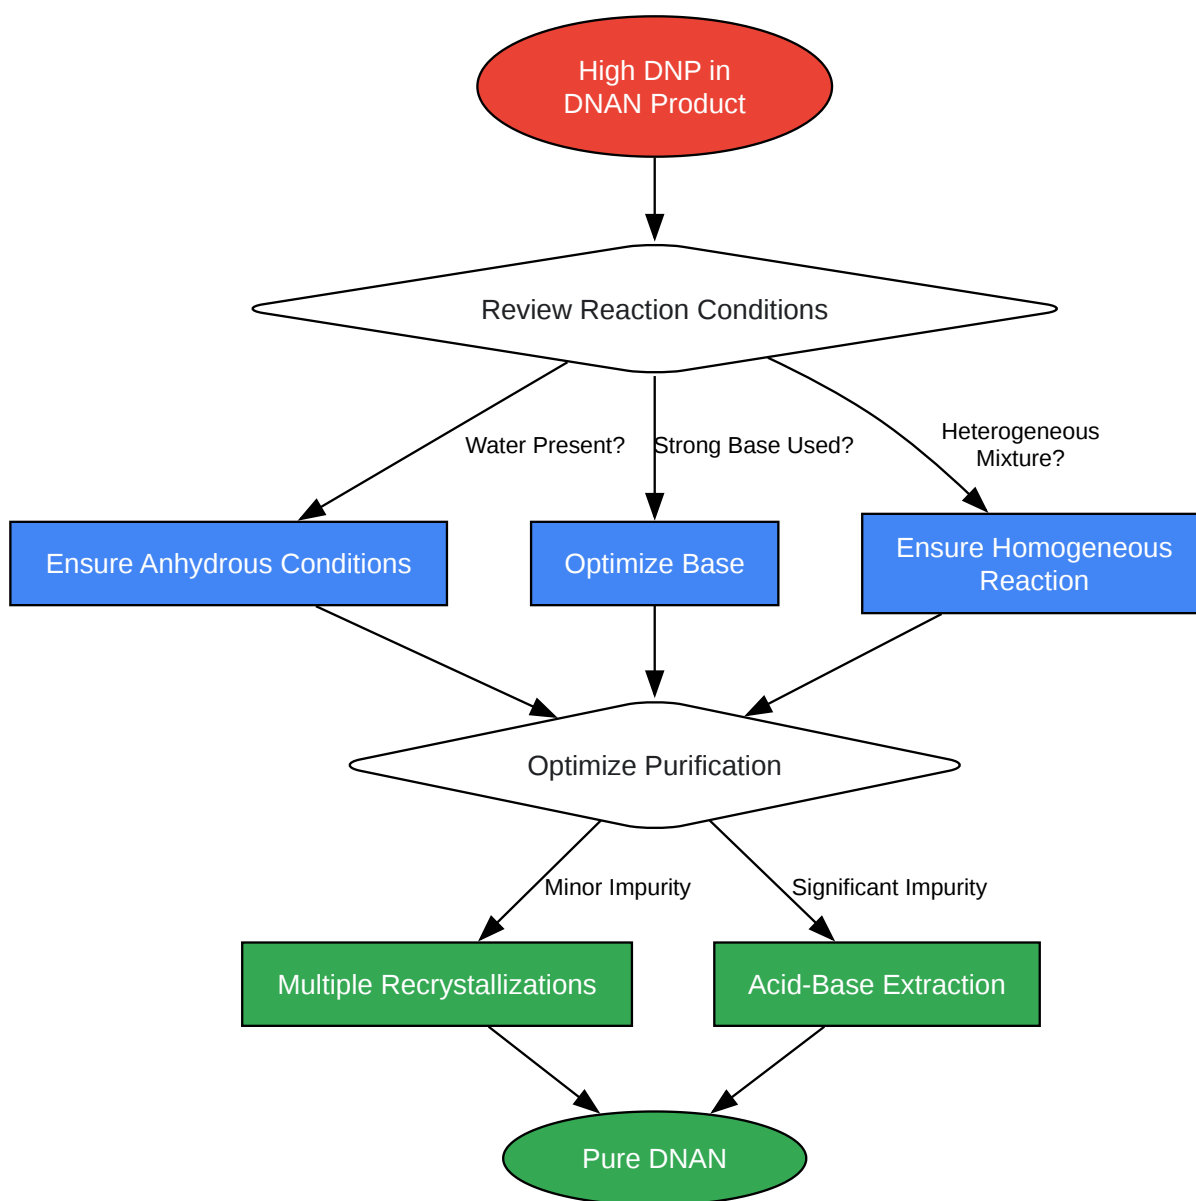 High DNP in
DNAN Product
Review Reaction Conditions
Water Present?
Strong Base Used?
Heterogeneous
Mixture?
Ensure Anhydrous Conditions
Optimize Base
Ensure Homogeneous
Reaction
Optimize Purification
Minor Impurity
Significant Impurity
Multiple Recrystallizations
Acid-Base Extraction
Pure DNAN